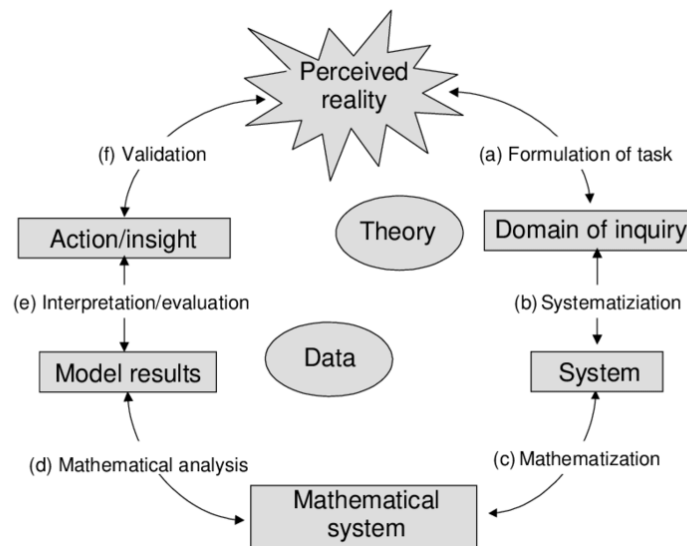 Perceived
reality
(f) Validation
(a) Formulation of task
Action/insight
Theory
Domain of inquiry
(e) Interpretation/evaluation
(b) Systematiziation
Model results
Data
System
(d) Mathematical analysis
(c) Mathematization
Mathematical
system